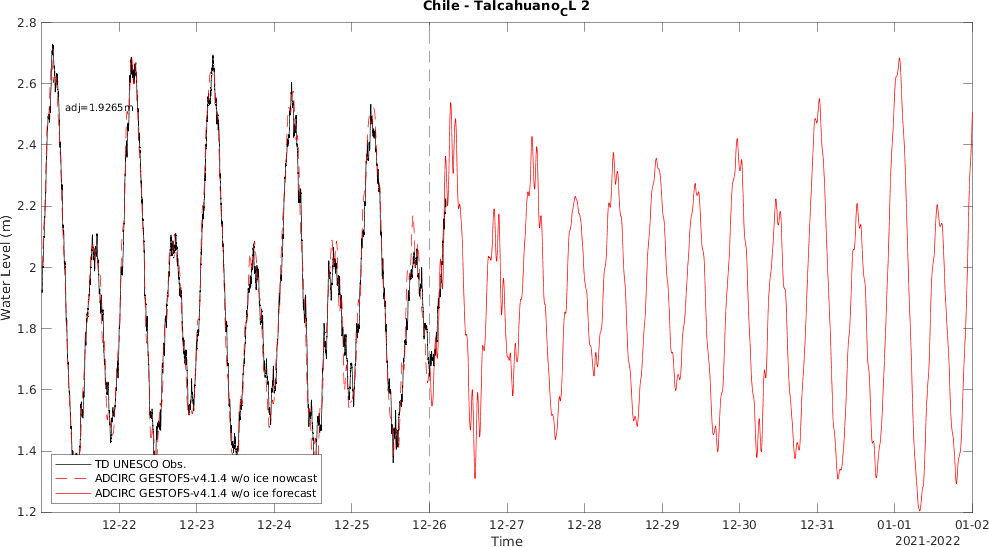 Chile - Talcahuano_CL 2
2.8
2.6
adj=1.9265m
2.4
2.2
Water Level (m)
2
1.8
1.6
1.4
TD UNESCO Obs.
ADCIRC GESTOFS-v4.1.4 w/o ice nowcast
ADCIRC GESTOFS-v4.1.4 w/o ice forecast
1.2
12-22 12-23 12-24 12-25 12-26 12-27 12-28 12-29 12-30 12-31 01-01 01-02
Time
2021-2022